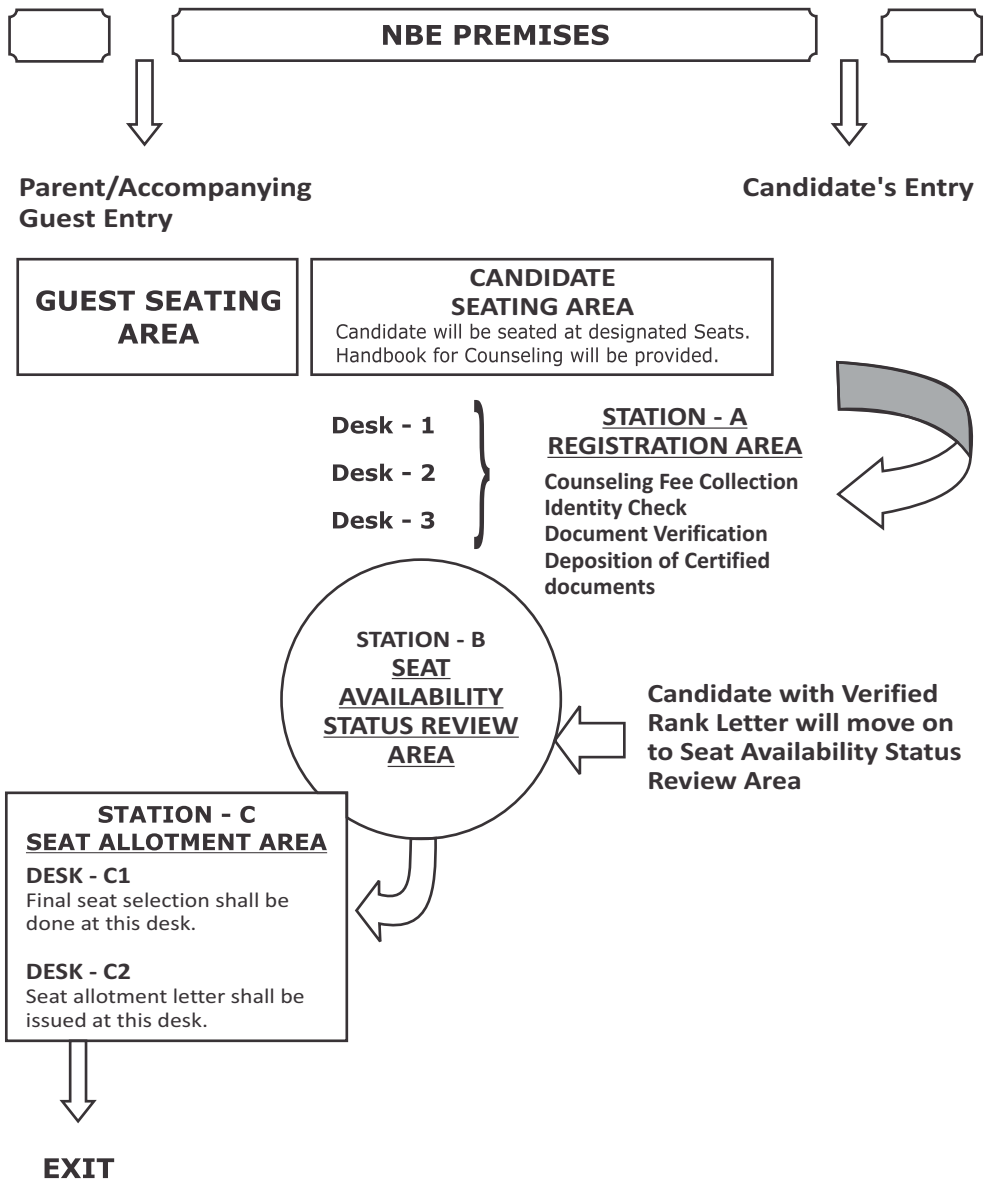 NBE PREMISES
Parent/Accompanying
Guest Entry
Candidate's Entry
GUEST SEATING
AREA
CANDIDATE
SEATING AREA
Candidate will be seated at designated Seats.
Handbook for Counseling will be provided.
Desk - 1
Desk - 2
Desk - 3
STATION - A
REGISTRATION AREA
Counseling Fee Collection
Identity Check
Document Verification
Deposition of Certified
documents
STATION - B
SEAT
AVAILABILITY
STATUS REVIEW
AREA
Candidate with Verified
Rank Letter will move on
to Seat Availability Status
Review Area
STATION - C
SEAT ALLOTMENT AREA
DESK - C1
Final seat selection shall be
done at this desk.
DESK - C2
Seat allotment letter shall be
issued at this desk.
EXIT